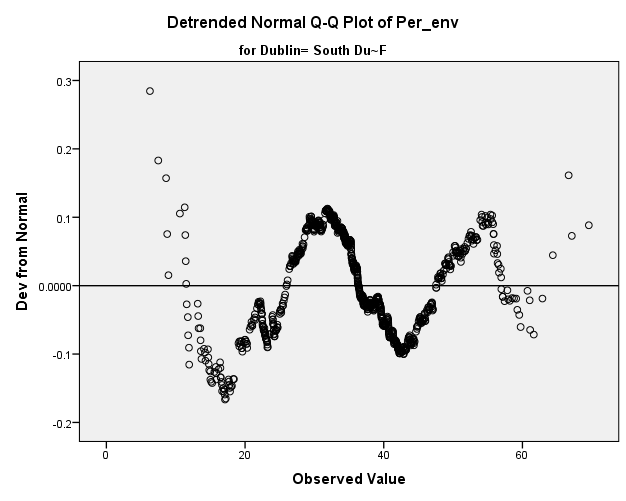 Detrended Normal Q-Q Plot of Per_env
for Dublin= South Du~F
Dev from Normal
0.3
0.2
0.1
0.0000
-0.1
-0.2
0
20
40
60
Observed Value